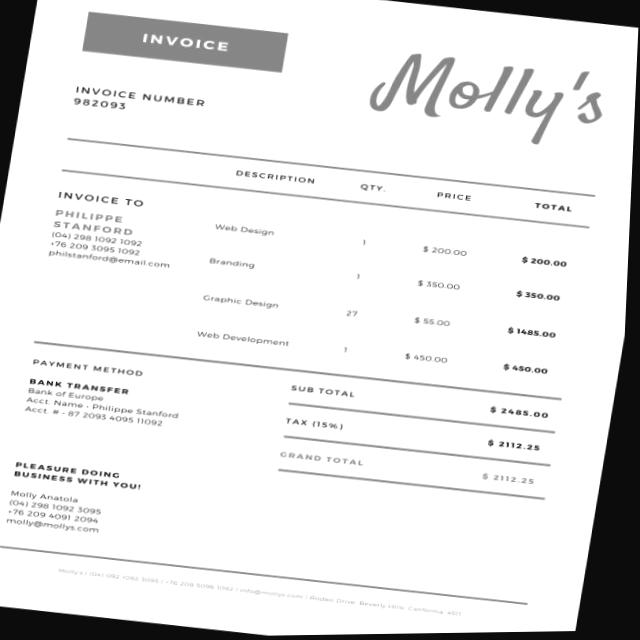 INVOICE
Molly's
INVOICE NUMBER
982093
DESCRIPTION QTY. PRICE TOTAL
INVOICE TO
PHILIPPE
STANFORD
(04) 298 1092 1092
+76 209 3095 1092
philstanford@email.com
Web Design 1 $ 200.00 $ 200.00
Branding 1 $ 350.00 $ 350.00
Graphic Design 27 $ 55.00 $ 1485.00
Web Development 1 $ 450.00 $ 450.00
PAYMENT METHOD
BANK TRANSFER
Bank of Europe
Acct. Name - Philippe Stanford
Acct. # - 87 2093 4095 11092
SUB TOTAL $ 2485.00
TAX (15%) $ 2112.25
GRAND TOTAL $ 2112.25
PLEASURE DOING
BUSINESS WITH YOU!
Molly Anatola
(04) 298 1092 3095
+76 209 4091 2094
molly@mollys.com
Molly's | (04) 092 1092 3095 | +76 209 3096 1092 | info@mollys.com | Rodeo Drive, Beverly Hills, California,